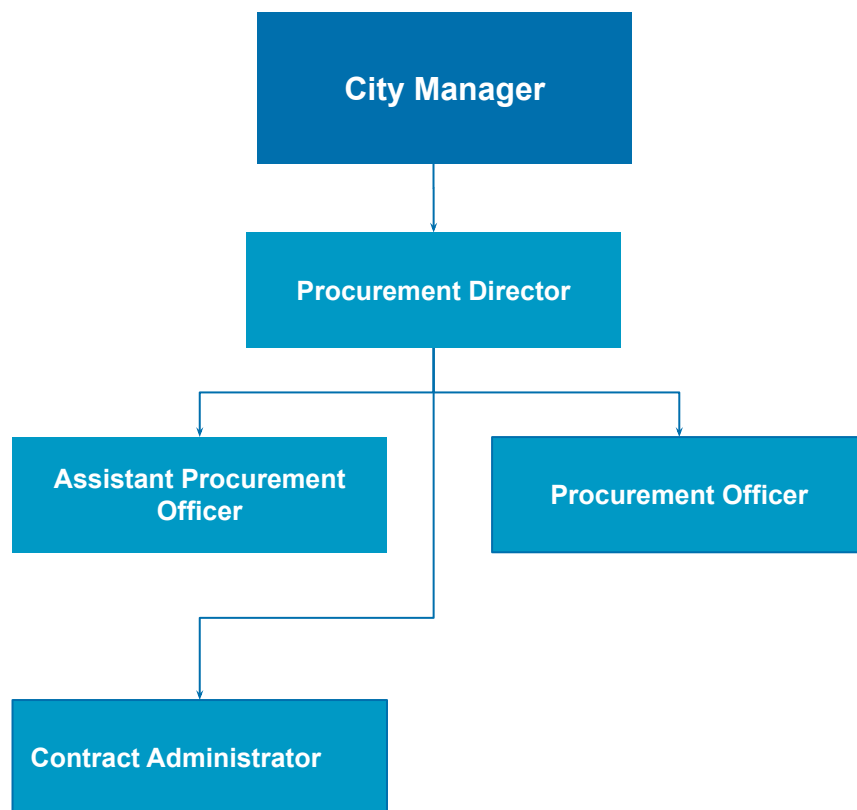 City Manager
Procurement Director
Assistant Procurement
Officer
Procurement Officer
Contract Administrator